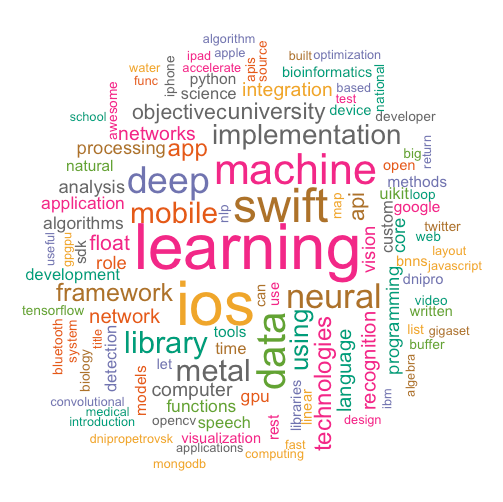 algorithm
ipad apple built optimization
water accelerate apis source
func python iphone bioinformatics
awesome science integration based national
test
school objectivec university device developer
networks implementation big return
processing app machine open
natural deep methods
analysis swift uikit loop
application mobile nlp map api custom google
algorithms learning twitter
useful gpgpu sdk float vision core web layout
role bnns javascript
development ios neural dnipro
framework data using programming video
tensorflow network written
library tools technologies language recognition list gigaset
bluetooth system title time buffer
biology detection let metal can use
models computer libraries linear ibm algebra
convolutional gpu
medical functions rest design
introduction opencv speech
dnipropetrovsk visualization fast
applications computing
mongodb